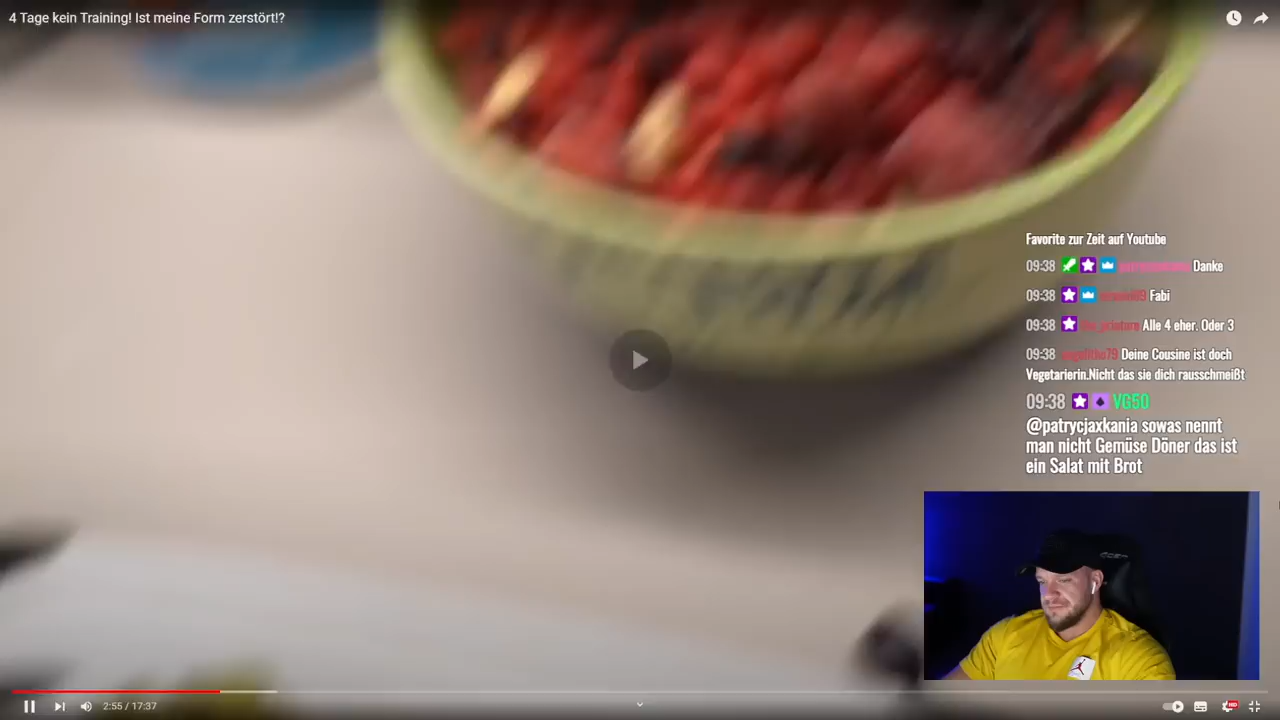 4 Tage kein Training! Ist meine Form zerstört!?
Favorite zur Zeit auf Youtube
09:38 Danke
09:38 Fabi
09:38 Alle 4 eher. Oder 3
09:38 Deine Cousine ist doch
Vegetarierin.Nicht das sie dich rausschmeißt
09:38 VG50
@patrycjaxkania sowas nennt
man nicht Gemüse Döner das ist
ein Salat mit Brot
2:55 / 17:37
HD